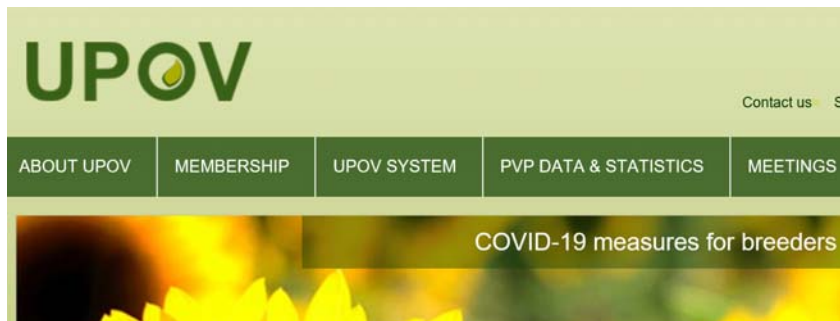 UPOV
Contact us S
ABOUT UPOV MEMBERSHIP UPOV SYSTEM PVP DATA & STATISTICS MEETINGS
COVID-19 measures for breeders